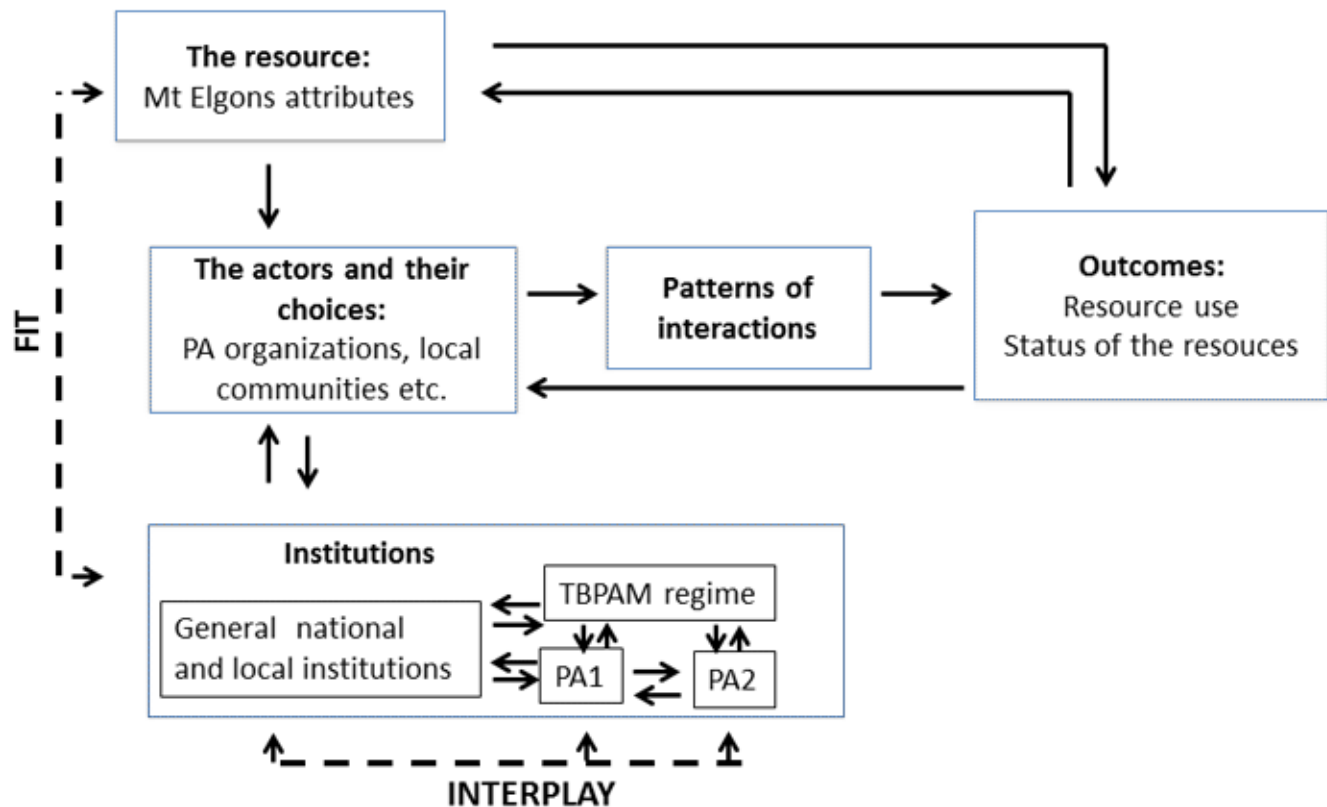 The resource:
Mt Elgons attributes
FIT
The actors and their
choices:
PA organizations, local
communities etc.
Patterns of
interactions
Outcomes:
Resource use
Status of the resouces
Institutions
General national
and local institutions
TBPAM regime
PA1
PA2
INTERPLAY